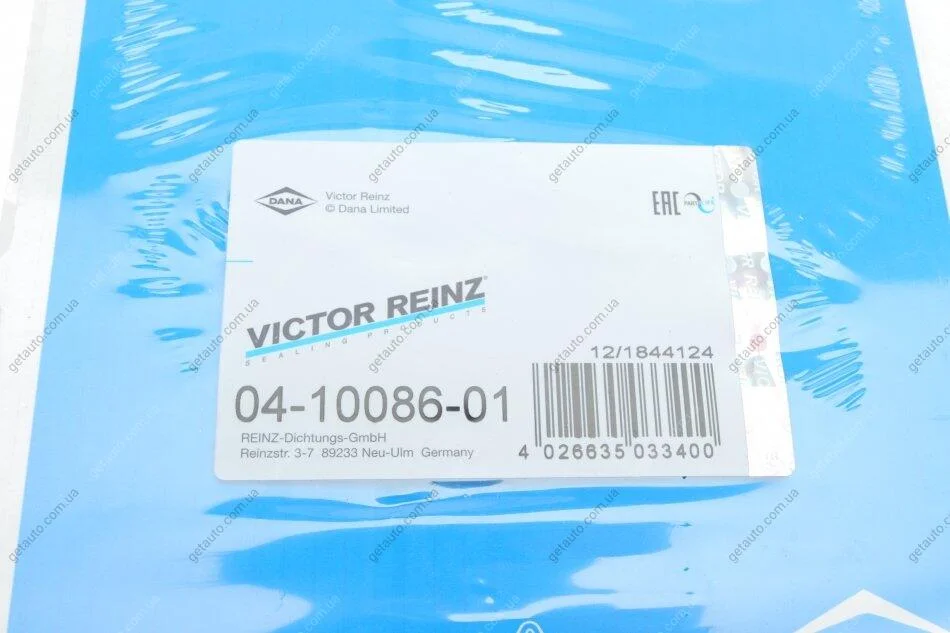 DANA
Victor Reinz
© Dana Limited
EAC
VICTOR REINZ®
SEALING PRODUCTS
12/1844124
04-10086-01
REINZ-Dichtungs-GmbH
Reinzstr. 3-7 89233 Neu-Ulm Germany
4 026635 033400
getauto.com.ua